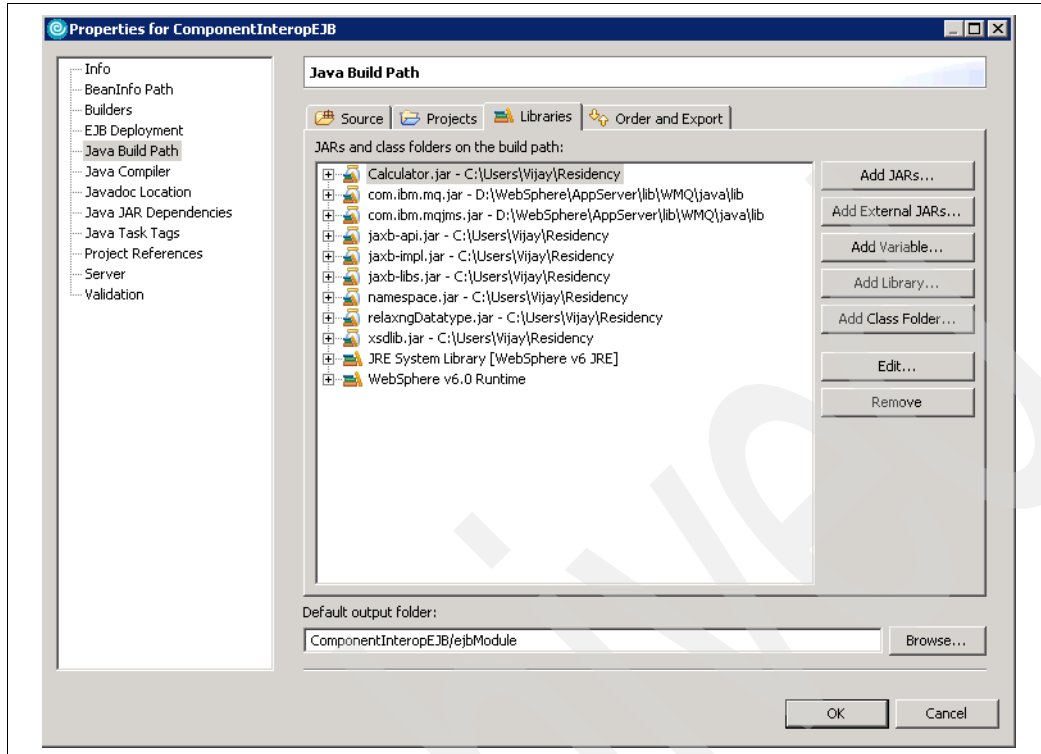 Properties for ComponentInteropEJB
Info
BeanInfo Path
Builders
EJB Deployment
Java Build Path
Java Compiler
Javadoc Location
Java JAR Dependencies
Java Task Tags
Project References
Server
Validation
Java Build Path
Source
Projects
Libraries
Order and Export
JARs and class folders on the build path:
Calculator.jar - C:\Users\Vijay\Residency
com.ibm.mq.jar - D:\WebSphere\AppServer\lib\WMQ\java\lib
com.ibm.mqjms.jar - D:\WebSphere\AppServer\lib\WMQ\java\lib
jaxb-api.jar - C:\Users\Vijay\Residency
jaxb-impl.jar - C:\Users\Vijay\Residency
jaxb-libs.jar - C:\Users\Vijay\Residency
namespace.jar - C:\Users\Vijay\Residency
relaxngDatatype.jar - C:\Users\Vijay\Residency
xsdlib.jar - C:\Users\Vijay\Residency
JRE System Library [WebSphere v6 JRE]
WebSphere v6.0 Runtime
Add JARs...
Add External JARs...
Add Variable...
Add Library...
Add Class Folder...
Edit...
Remove
Default output folder:
ComponentInteropEJB/ejbModule
Browse...
OK
Cancel